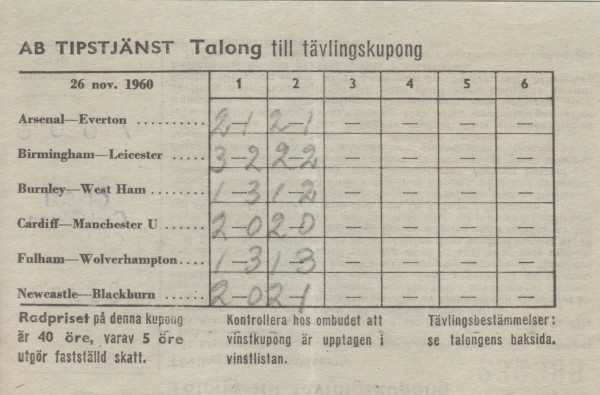 AB TIPSTJÄNST Talong till tävlingskupong
26 nov. 1960 1 2 3 4 5 6
Arsenal—Everton .......... 2-1 2-1 — — — —
Birmingham—Leicester ..... 3-2 2-2 — — — —
Burnley—West Ham ...... 1-3 1-2 — — — —
Cardiff—Manchester U ..... 2-0 2-0 — — — —
Fulham—Wolverhampton.... 1-3 1-3 — — — —
Newcastle—Blackburn ...... 2-0 2-1 — — — —
Radpriset på denna kupong
är 40 öre, varav 5 öre
utgör fastställd skatt.
Kontrollera hos ombudet att
vinstkupong är upptagen i
vinstlistan.
Tävlingsbestämmelser:
se talongens baksida.